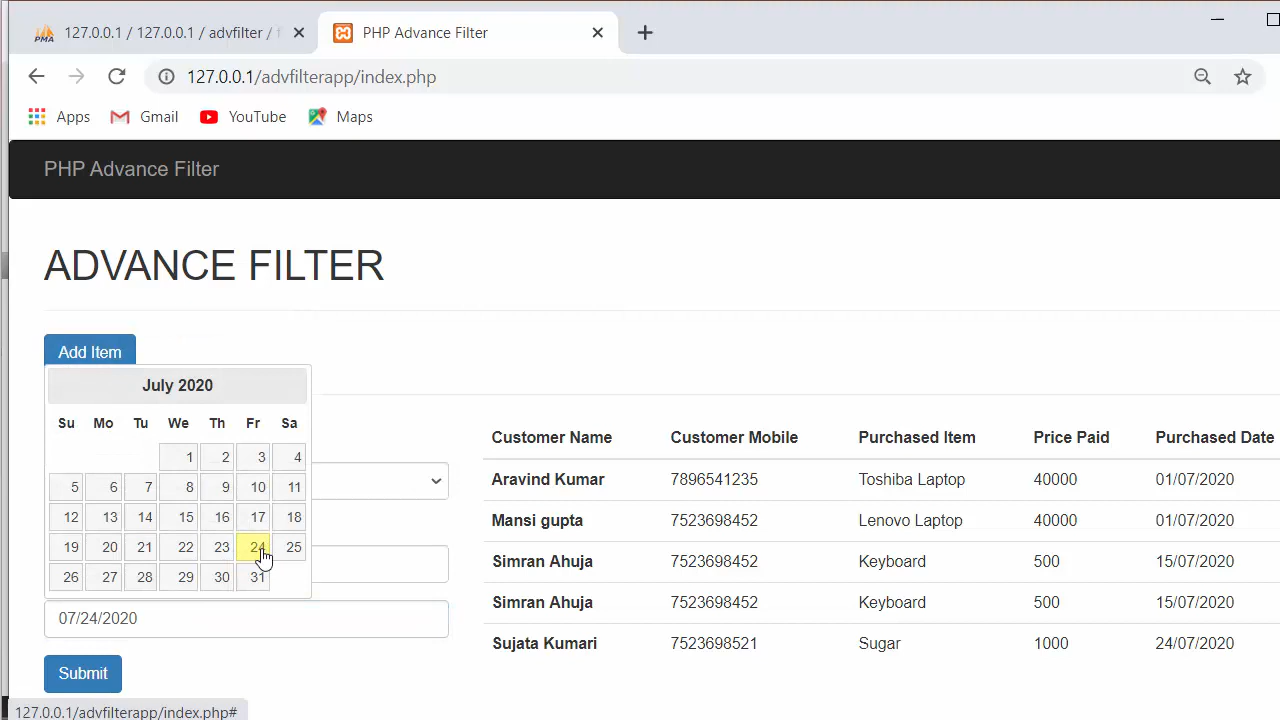 PMA 127.0.0.1 / 127.0.0.1 / advfilter /
PHP Advance Filter
127.0.0.1/advfilterapp/index.php
Apps Gmail YouTube Maps
PHP Advance Filter
ADVANCE FILTER
Add Item
July 2020
Su Mo Tu We Th Fr Sa
1 2 3 4
5 6 7 8 9 10 11
12 13 14 15 16 17 18
19 20 21 22 23 24 25
26 27 28 29 30 31
07/24/2020
Submit
Customer Name Customer Mobile Purchased Item Price Paid Purchased Date
Aravind Kumar 7896541235 Toshiba Laptop 40000 01/07/2020
Mansi gupta 7523698452 Lenovo Laptop 40000 01/07/2020
Simran Ahuja 7523698452 Keyboard 500 15/07/2020
Simran Ahuja 7523698452 Keyboard 500 15/07/2020
Sujata Kumari 7523698521 Sugar 1000 24/07/2020
127.0.0.1/advfilterapp/index.php#